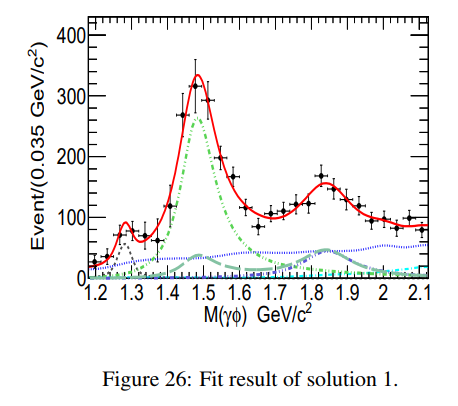 400
300
200
100
0
Event/(0.035 GeV/c²)
1.2 1.3 1.4 1.5 1.6 1.7 1.8 1.9 2 2.1
M(γϕ) GeV/c²
Figure 26: Fit result of solution 1.